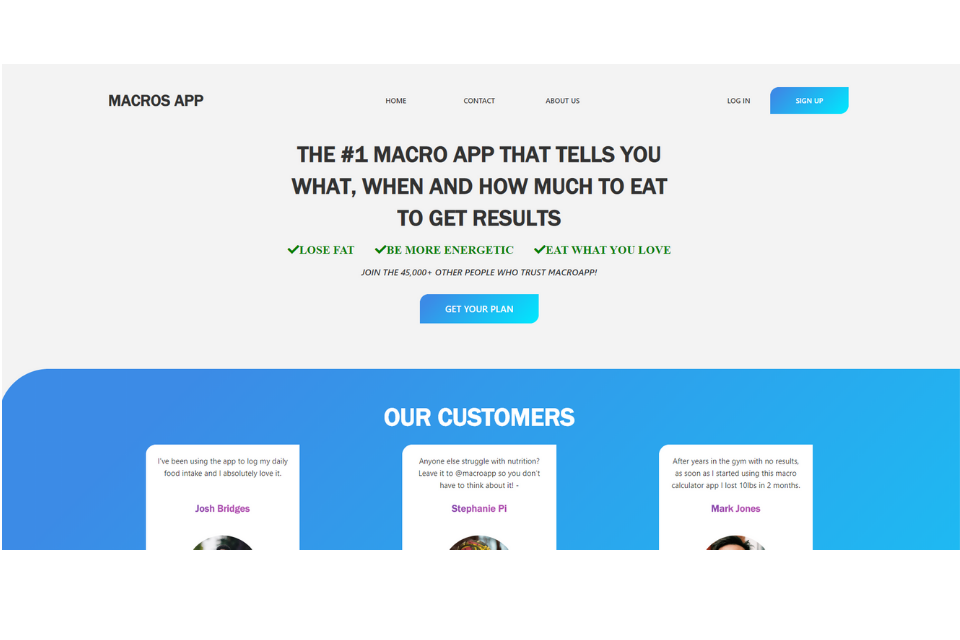 MACROS APP
HOME
CONTACT
ABOUT US
LOG IN
SIGN UP
THE #1 MACRO APP THAT TELLS YOU
WHAT, WHEN AND HOW MUCH TO EAT
TO GET RESULTS
LOSE FAT
BE MORE ENERGETIC
EAT WHAT YOU LOVE
JOIN THE 45,000+ OTHER PEOPLE WHO TRUST MACROAPP!
GET YOUR PLAN
OUR CUSTOMERS
I've been using the app to log my daily
food intake and I absolutely love it.
Josh Bridges
Anyone else struggle with nutrition?
Leave it to @macroapp so you don't
have to think about it! -
Stephanie Pi
After years in the gym with no results,
as soon as I started using this macro
calculator app I lost 10lbs in 2 months.
Mark Jones